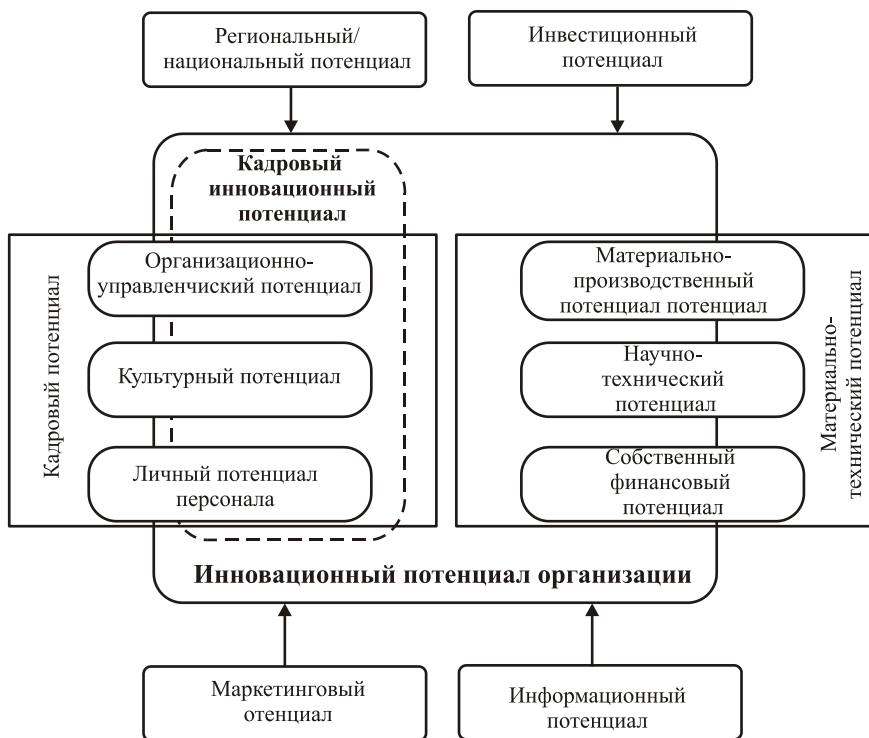 Региональный/
национальный потенциал
Инвестиционный
потенциал
Кадровый
инновационный
потенциал
Кадровый потенциал
Организационно-
управленчиский потенциал
Культурный потенциал
Личный потенциал
персонала
Материально-
производственный
потенциал потенциал
Научно-
технический
потенциал
Собственный
финансовый
потенциал
Материально-
технический потенциал
Инновационный потенциал организации
Маркетинговый
отенциал
Информационный
потенциал